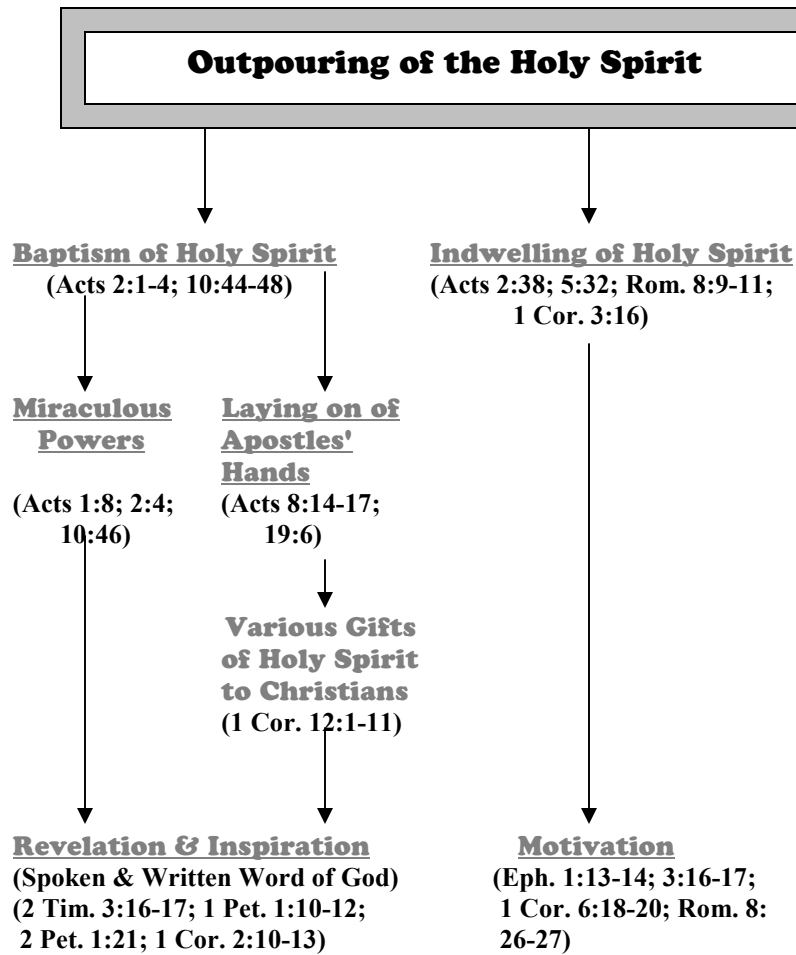 Outpouring of the Holy Spirit
Baptism of Holy Spirit
(Acts 2:1-4; 10:44-48)
Indwelling of Holy Spirit
(Acts 2:38; 5:32; Rom. 8:9-11;
1 Cor. 3:16)
Miraculous
Powers
(Acts 1:8; 2:4;
10:46)
Laying on of
Apostles'
Hands
(Acts 8:14-17;
19:6)
Various Gifts
of Holy Spirit
to Christians
(1 Cor. 12:1-11)
Revelation & Inspiration
(Spoken & Written Word of God)
(2 Tim. 3:16-17; 1 Pet. 1:10-12;
2 Pet. 1:21; 1 Cor. 2:10-13)
Motivation
(Eph. 1:13-14; 3:16-17;
1 Cor. 6:18-20; Rom. 8:
26-27)